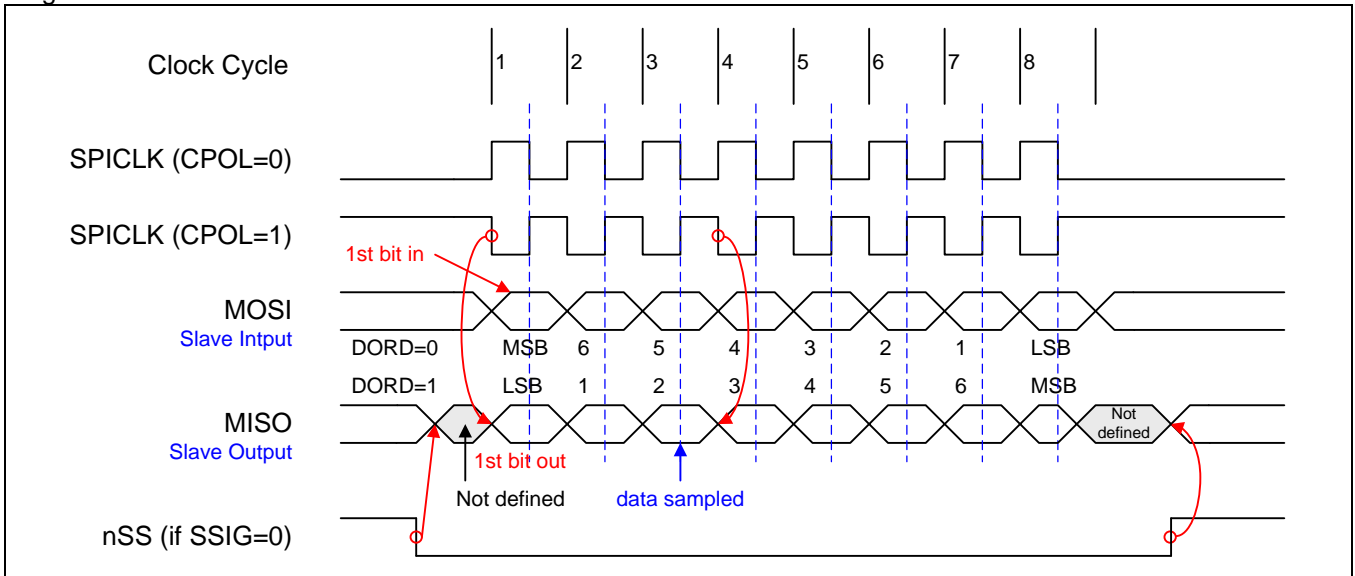 Clock Cycle 1 2 3 4 5 6 7 8
SPICLK (CPOL=0)
SPICLK (CPOL=1)
1st bit in
MOSI
Slave Intput
DORD=0 MSB 6 5 4 3 2 1 LSB
DORD=1 LSB 1 2 3 4 5 6 MSB
MISO
Slave Output
Not
defined
1st bit out
Not defined
data sampled
nSS (if SSIG=0)